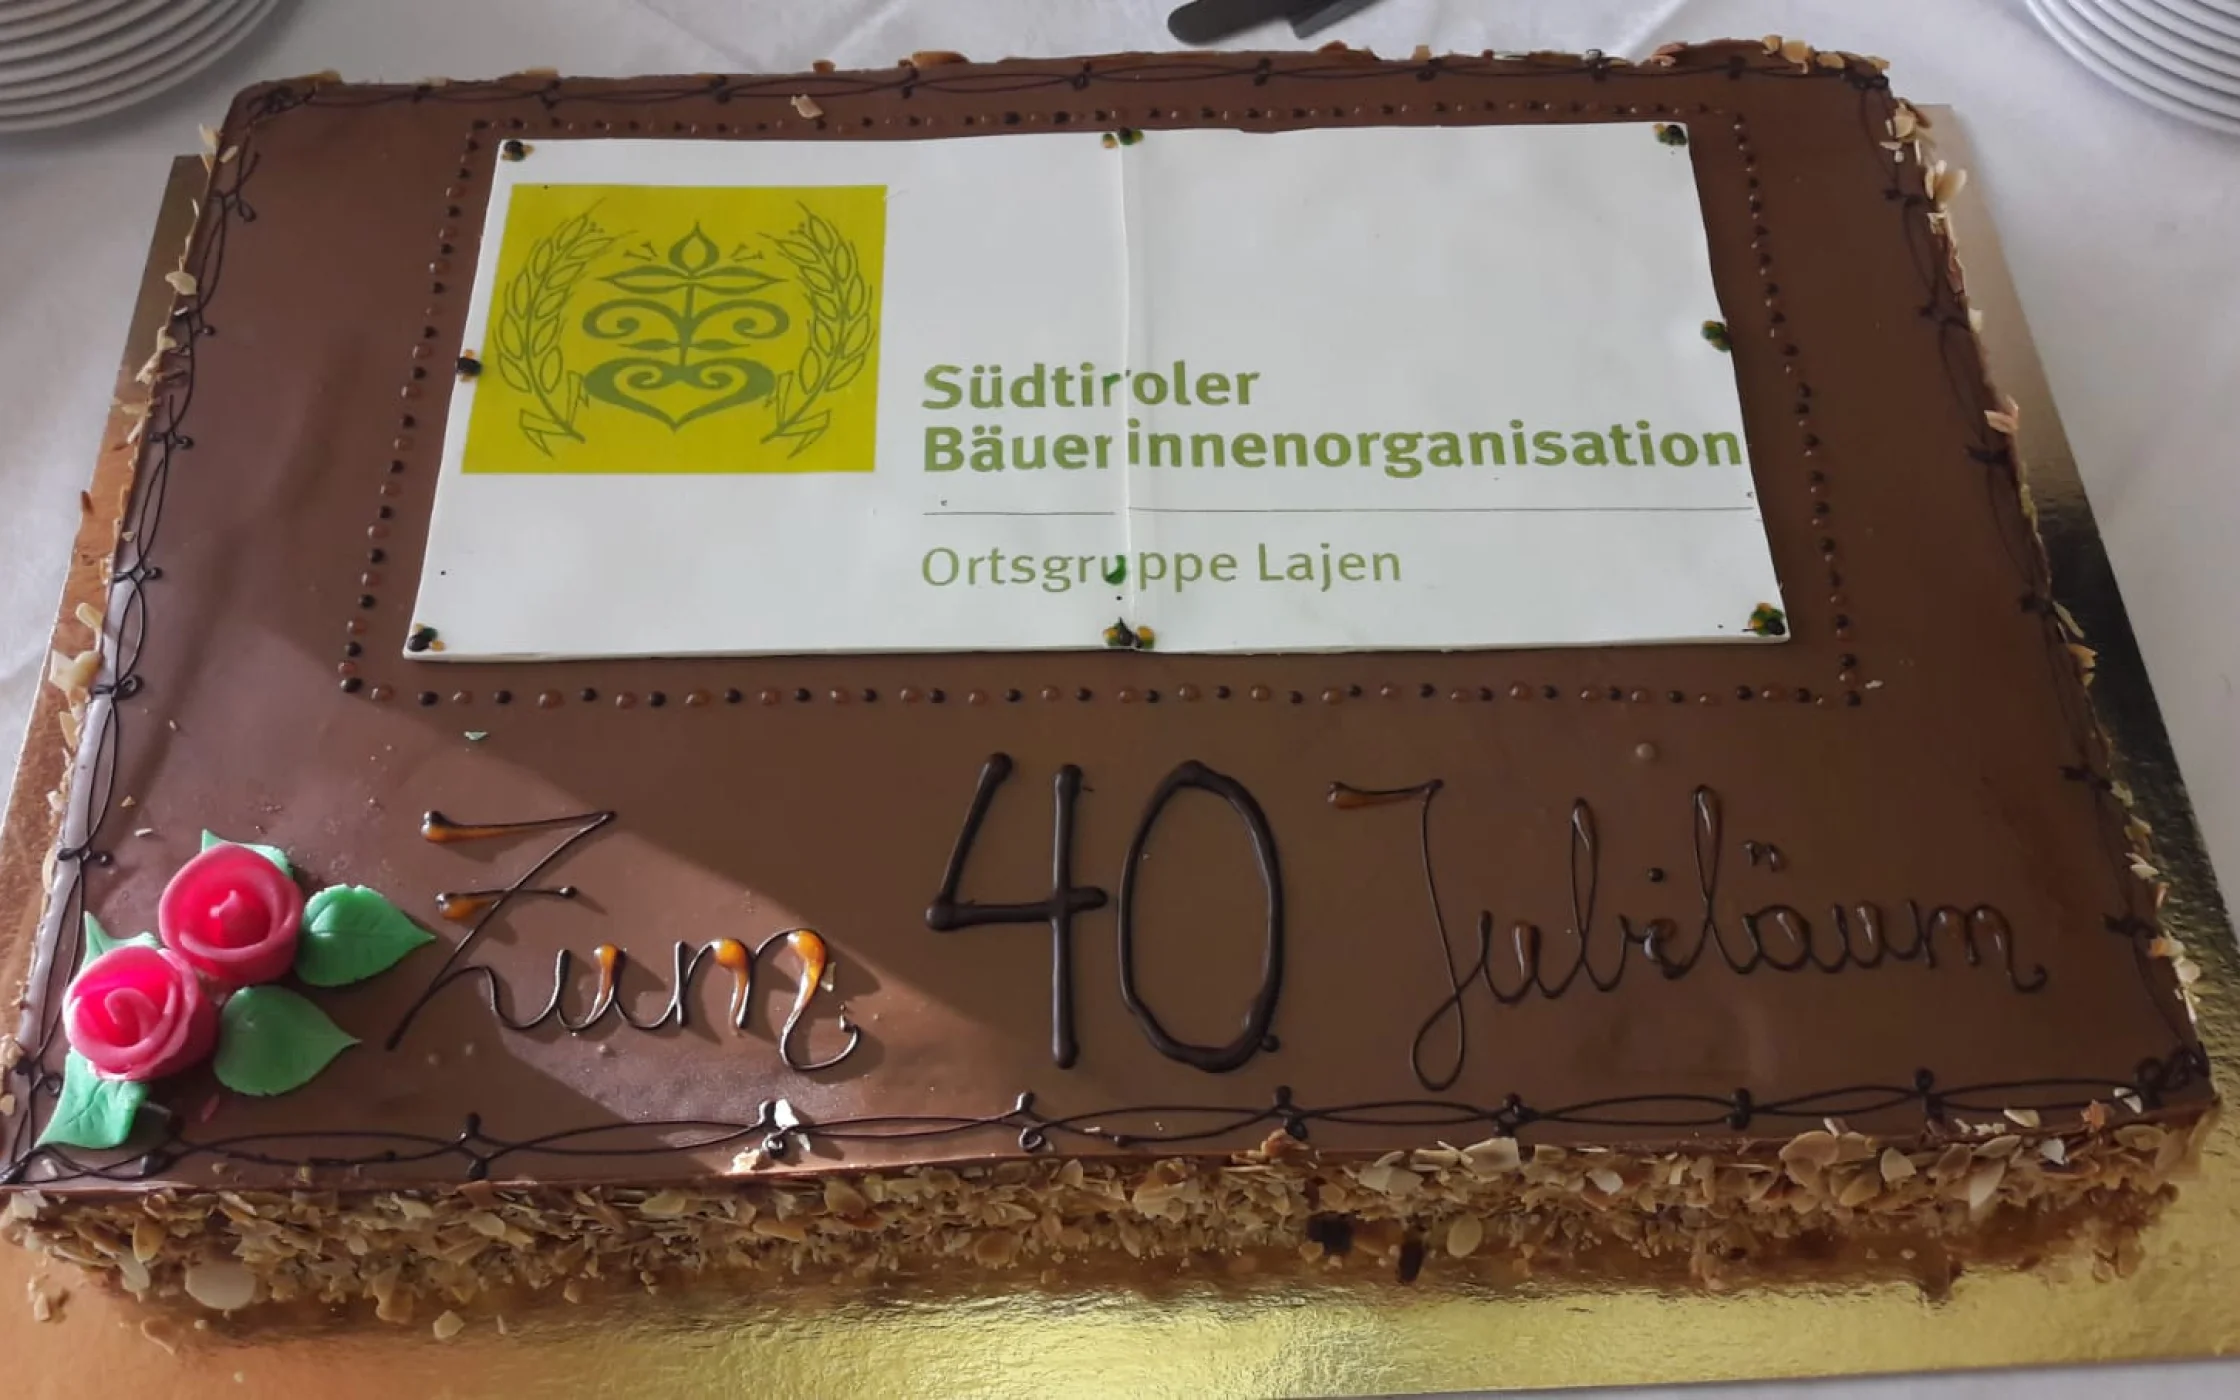 Südtiroler
Bäuerinnenorganisation
Ortsgruppe Lajen
Zum 40 Jubiläum